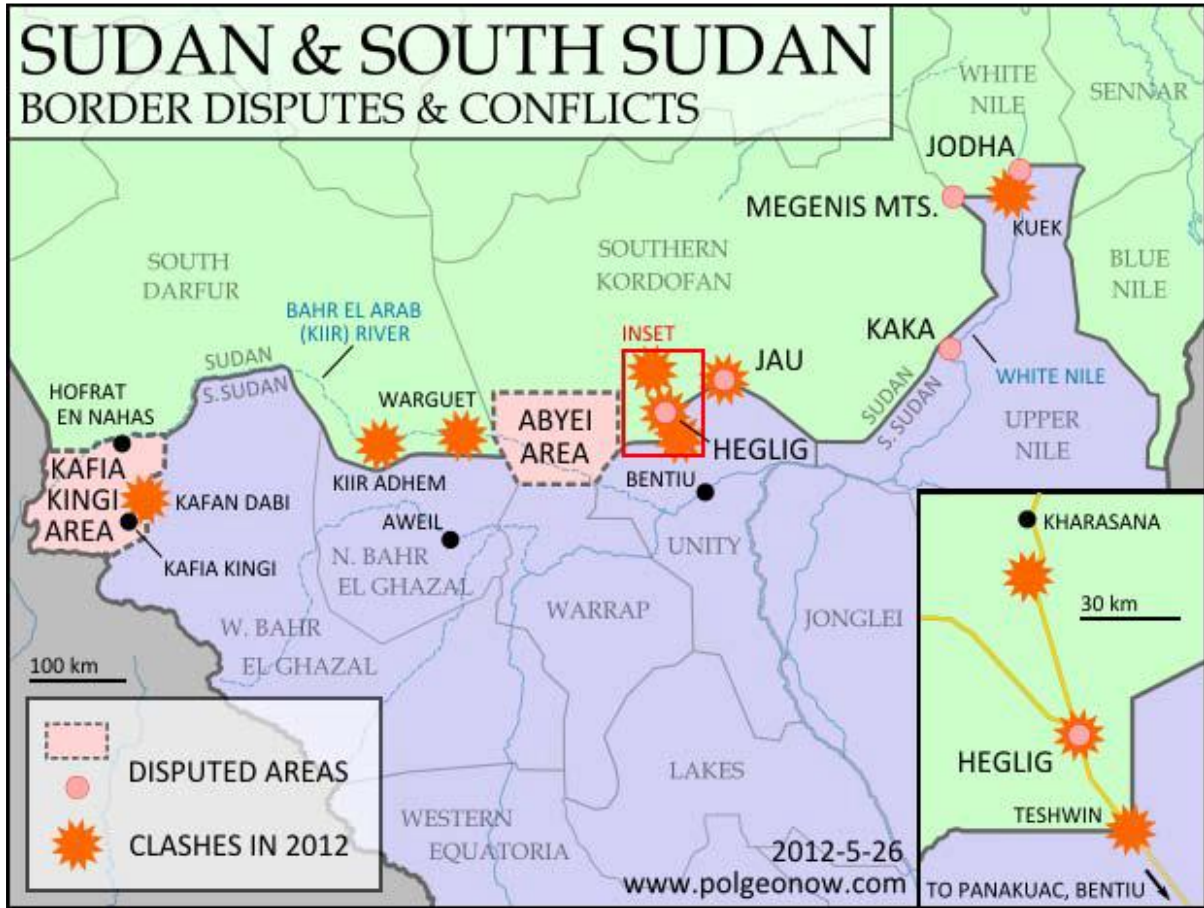 SUDAN & SOUTH SUDAN
BORDER DISPUTES & CONFLICTS
WHITE
NILE
SENNAR
JODHA
MEGENIS MTS.
KUEK
SOUTHERN
KORDOFAN
SOUTH
DARFUR
BLUE
NILE
BAHR EL ARAB
(KIIR) RIVER
INSET
KAKA
JAU
SUDAN
S. SUDAN
SUDAN
S. SUDAN
WHITE NILE
HOFRAT
EN NAHAS
WARGUET
ABYEI
AREA
UPPER
NILE
HEGLIG
KAFIA
KINGI
AREA
KAFAN DABI
KIIR ADHEM
BENTIU
AWEIL
KAFIA KINGI
N. BAHR
EL GHAZAL
UNITY
WARRAP
JONGLEI
W. BAHR
EL GHAZAL
100 km
LAKES
WESTERN
EQUATORIA
DISPUTED AREAS
CLASHES IN 2012
2012-5-26
www.polgeonow.com
KHARASANA
30 km
HEGLIG
TESHWIN
TO PANAKUAC, BENTIU